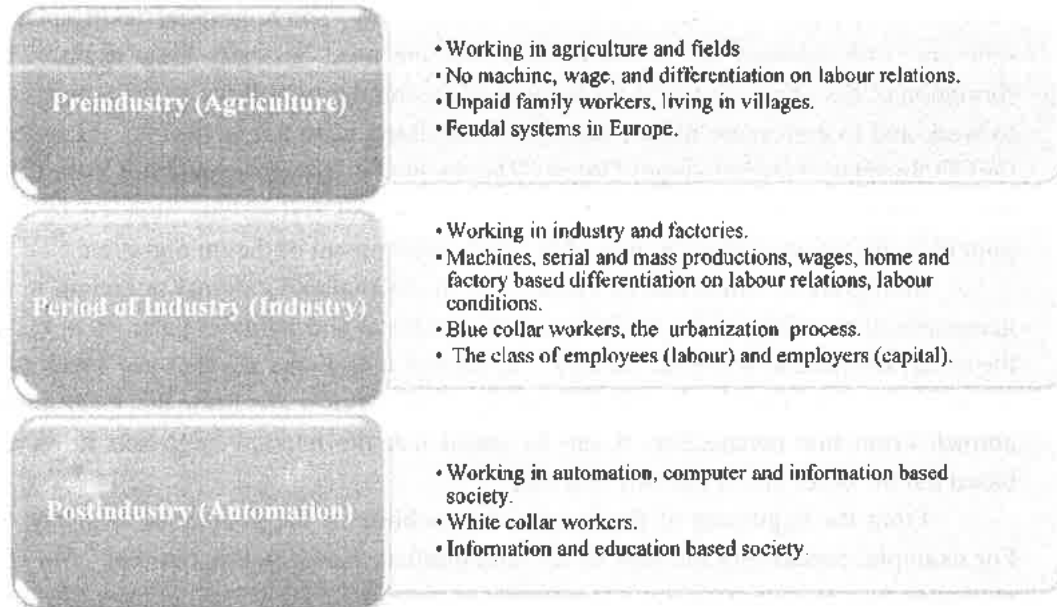 Preindustry (Agriculture)
• Working in agriculture and fields
• No machine, wage, and differentiation on labour relations.
• Unpaid family workers, living in villages.
• Feudal systems in Europe.
Period of Industry (Industry)
• Working in industry and factories.
• Machines, serial and mass productions, wages, home and
factory based differentiation on labour relations, labour
conditions.
• Blue collar workers, the urbanization process.
• The class of employees (labour) and employers (capital).
Postindustry (Automation)
• Working in automation, computer and information based
society.
• White collar workers.
• Information and education based society